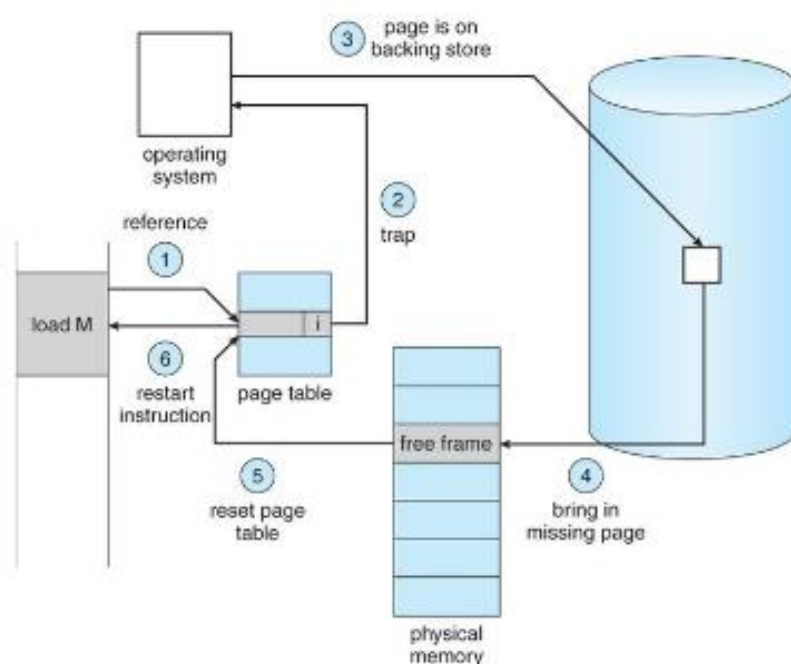 3
page is on
backing store
operating
system
2
trap
reference
1
load M
i
6
restart
instruction
page table
free frame
5
reset page
table
4
bring in
missing page
physical
memory